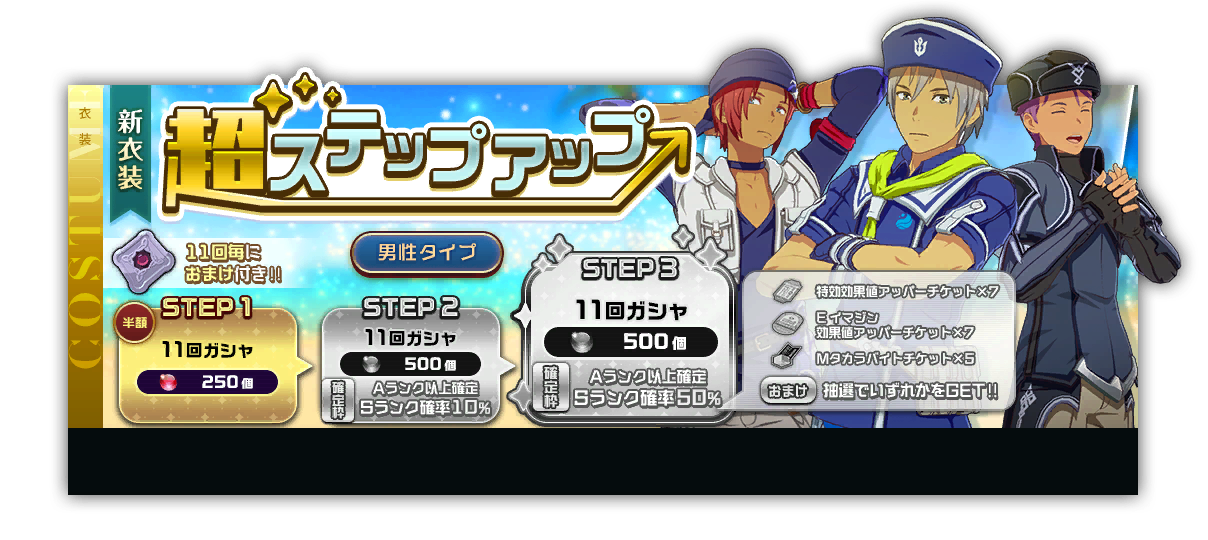 衣装
COSTU
新衣装
超ステップアップ
11回毎に
おまけ付き!!
男性タイプ
半額
STEP 1
11回ガシャ
250個
STEP 2
11回ガシャ
500個
確定枠
Aランク以上確定
Sランク確率10%
STEP 3
11回ガシャ
500個
確定枠
Aランク以上確定
Sランク確率50%
特効効果値アッパーチケット×7
E イマジン
効果値アッパーチケット×7
Mタカラバイトチケット×5
おまけ 抽選でいずれかをGET!!